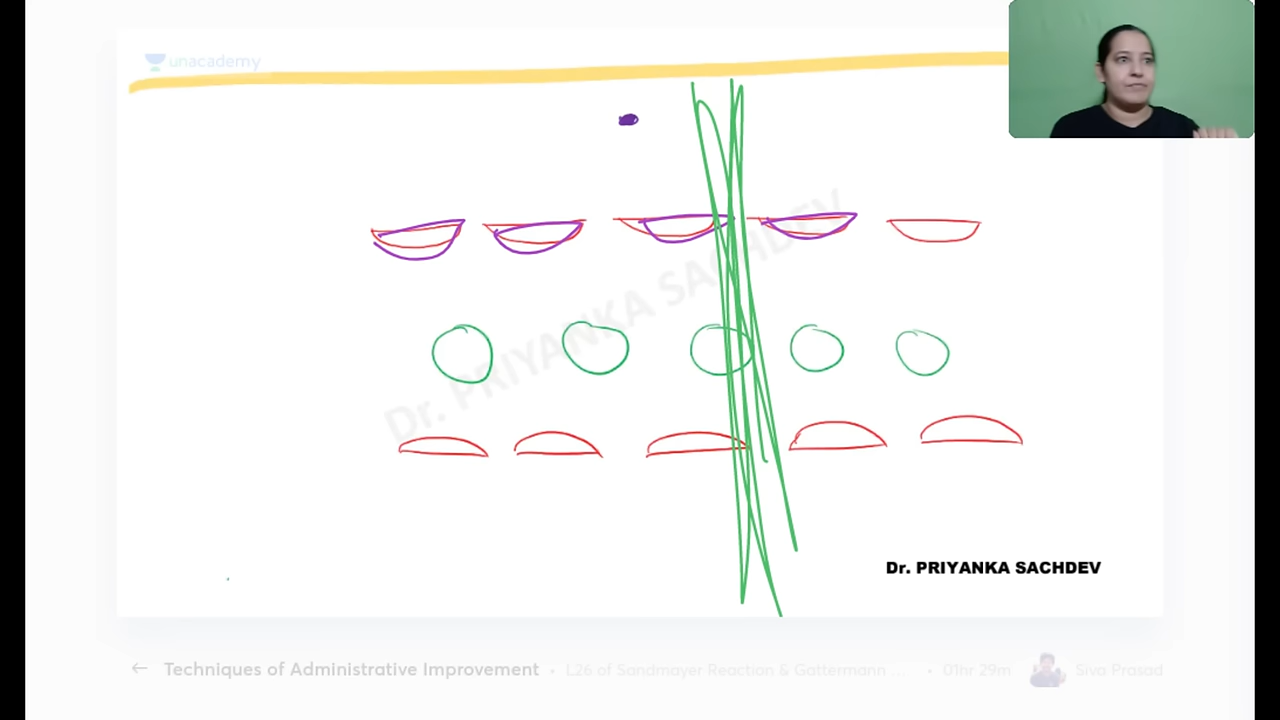 unacademy
Dr. PRIYANKA SACHDEV
Dr. PRIYANKA SACHDEV
← Techniques of Administrative Improvement • L26 of Sandmayer Reaction & Gattermann ... • 01hr 29m Siva Prasad